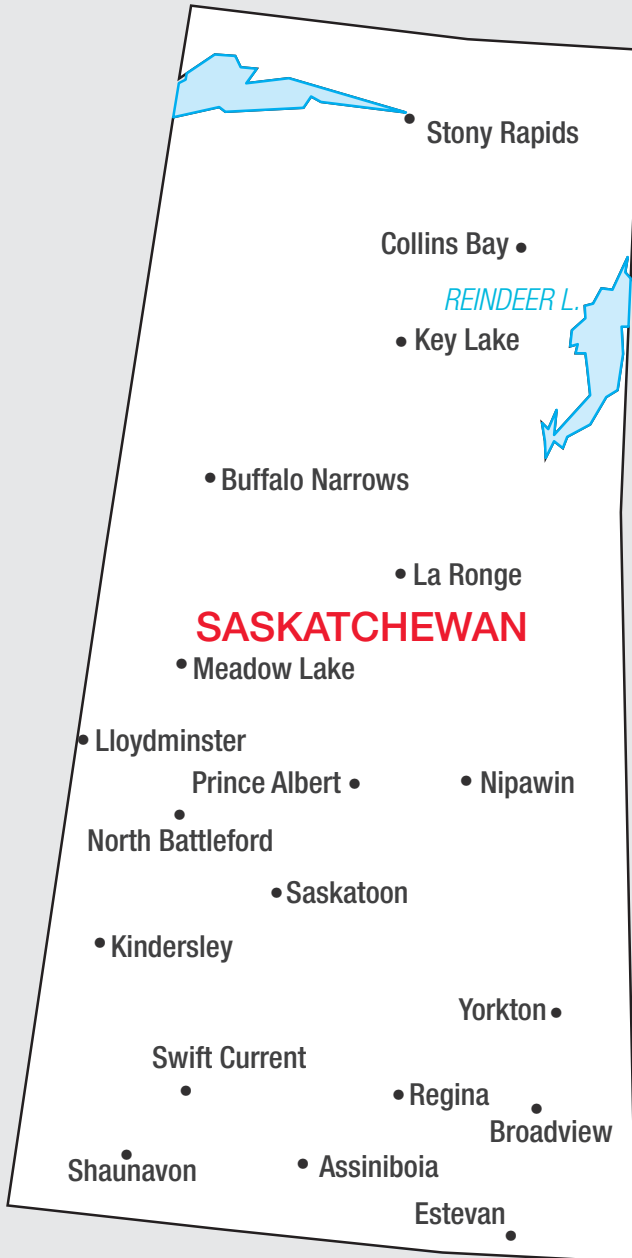 Stony Rapids
Collins Bay
REINDEER L.
Key Lake
Buffalo Narrows
La Ronge
SASKATCHEWAN
Meadow Lake
Lloydminster
Prince Albert
Nipawin
North Battleford
Saskatoon
Kindersley
Yorkton
Swift Current
Regina
Broadview
Shaunavon
Assiniboia
Estevan